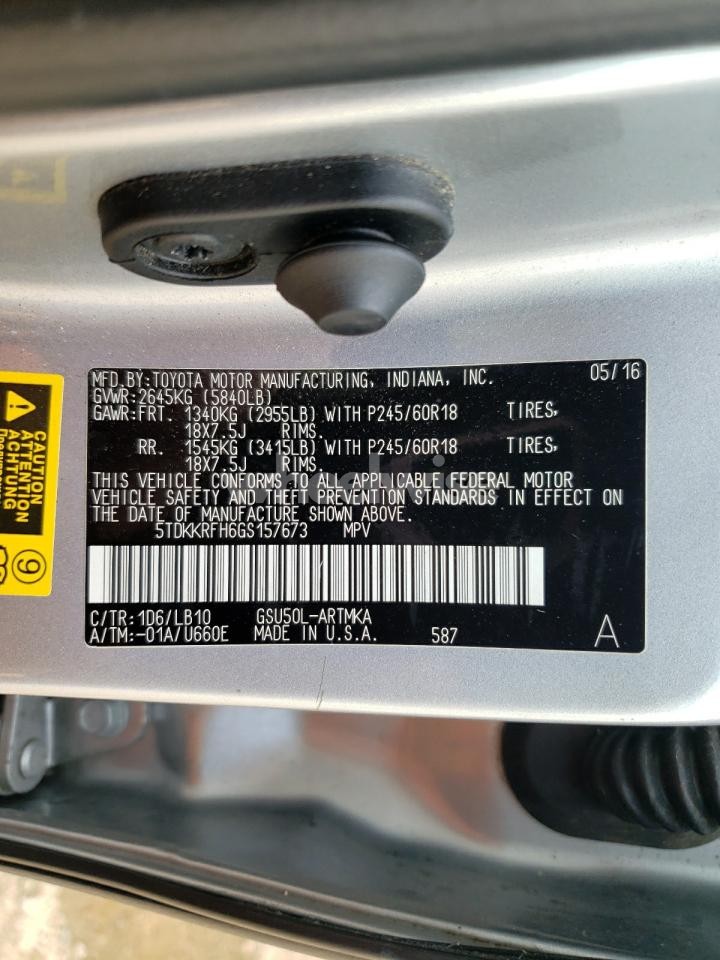 MFD.BY:TOYOTA MOTOR MANUFACTURING, INDIANA, INC. 05/16
GVWR:2645KG (5840LB)
GAWR:FRT. 1340KG (2955LB) WITH P245/60R18 TIRES,
18X7.5J RIMS.
RR. 1545KG (3415LB) WITH P245/60R18 TIRES,
18X7.5J RIMS.
THIS VEHICLE CONFORMS TO ALL APPLICABLE FEDERAL MOTOR
VEHICLE SAFETY AND THEFT PREVENTION STANDARDS IN EFFECT ON
THE DATE OF MANUFACTURE SHOWN ABOVE.
5TDKKRFH6GS157673 MPV
C/TR:1D6/LB10 GSU50L-ARTMKA
A/TM:-01A/U660E MADE IN U.S.A. 587 A
CAUTION
ATTENTION
ACHTUNG
9